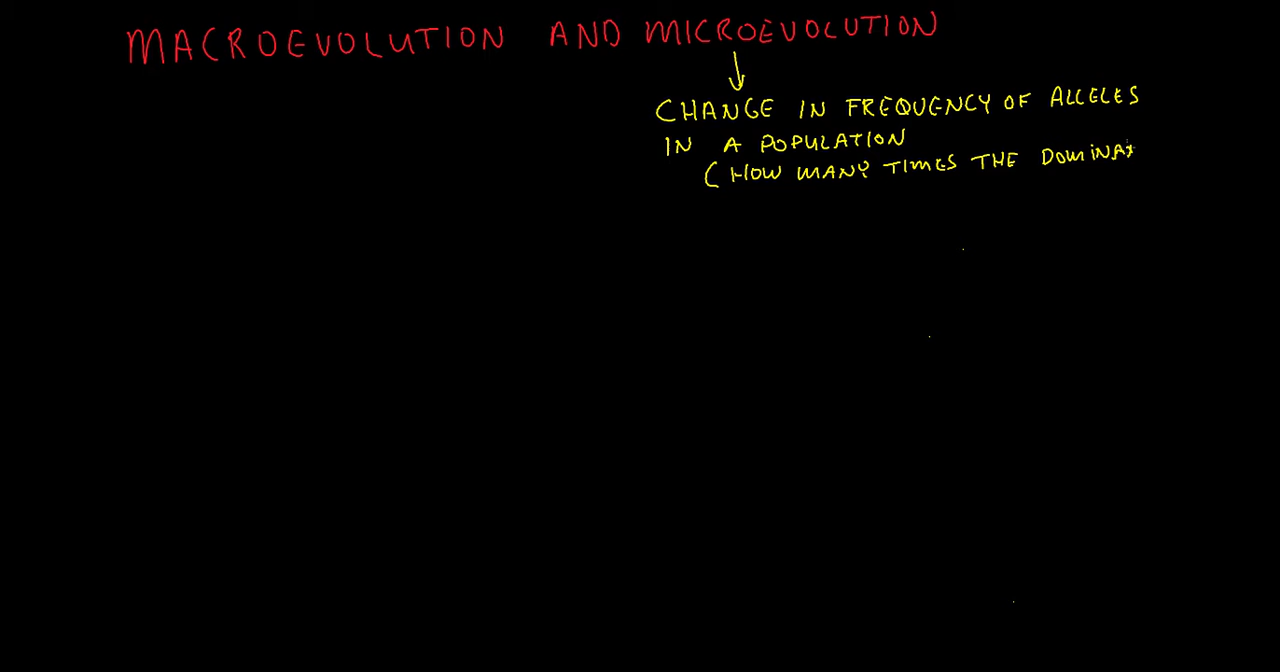 MACROEVOLUTION AND MICROEVOLUTION
CHANGE IN FREQUENCY OF ALLELES
IN A POPULATION
(HOW MANY TIMES THE